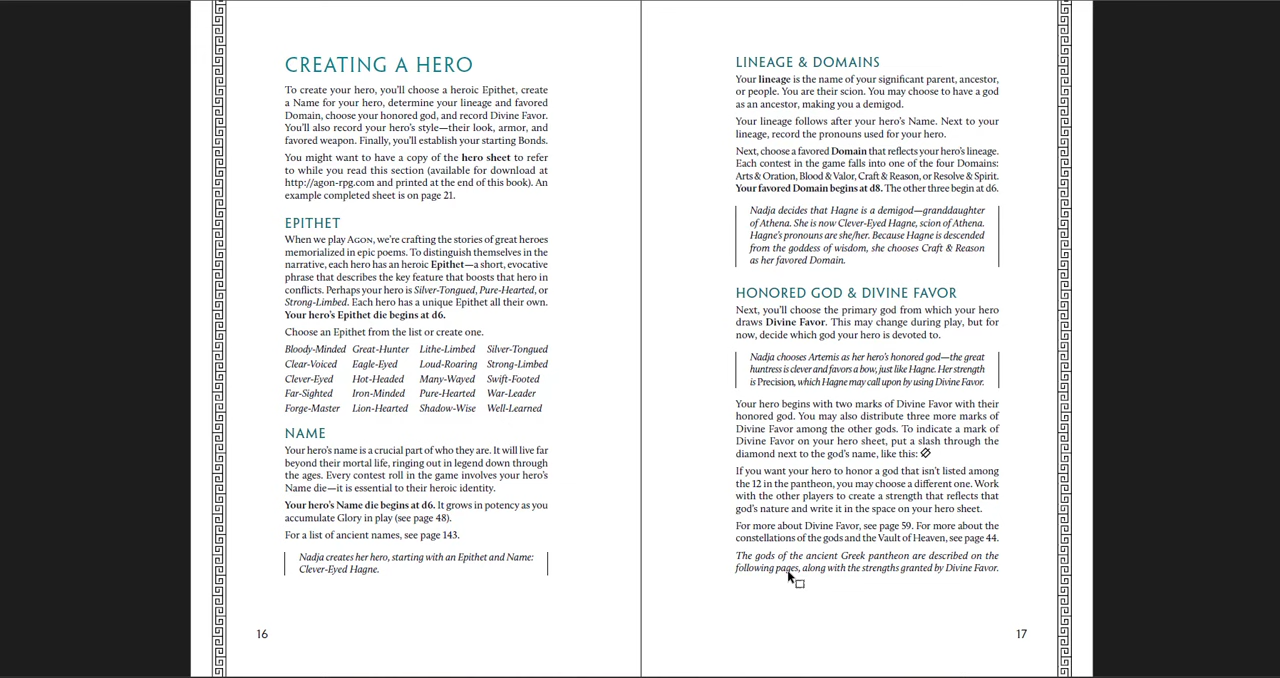 CREATING A HERO
To create your hero, you'll choose a heroic Epithet, create
a Name for your hero, determine your lineage and favored
Domain, choose your honored god, and record Divine Favor.
You'll also record your hero's style—their look, armor, and
favored weapon. Finally, you'll establish your starting Bonds.
You might want to have a copy of the hero sheet to refer
to while you read this section (available for download at
http://agon-rpg.com and printed at the end of this book). An
example completed sheet is on page 21.
EPITHET
When we play AGON, we're crafting the stories of great heroes
memorialized in epic poems. To distinguish themselves in the
narrative, each hero has an heroic Epithet—a short, evocative
phrase that describes the key feature that boosts that hero in
conflicts. Perhaps your hero is Silver-Tongued, Pure-Hearted, or
Strong-Limbed. Each hero has a unique Epithet all their own.
Your hero's Epithet die begins at d6.
Choose an Epithet from the list or create one.
Bloody-Minded Great-Hunter Lithe-Limbed Silver-Tongued
Clear-Voiced Eagle-Eyed Loud-Roaring Strong-Limbed
Clever-Eyed Hot-Headed Many-Wayed Swift-Footed
Far-Sighted Iron-Minded Pure-Hearted War-Leader
Forge-Master Lion-Hearted Shadow-Wise Well-Learned
NAME
Your hero's name is a crucial part of who they are. It will live far
beyond their mortal life, ringing out in legend down through
the ages. Every contest roll in the game involves your hero's
Name die—it is essential to their heroic identity.
Your hero's Name die begins at d6. It grows in potency as you
accumulate Glory in play (see page 48).
For a list of ancient names, see page 143.
Nadja creates her hero, starting with an Epithet and Name:
Clever-Eyed Hagne.
16
LINEAGE & DOMAINS
Your lineage is the name of your significant parent, ancestor,
or people. You are their scion. You may choose to have a god
as an ancestor, making you a demigod.
Your lineage follows after your hero's Name. Next to your
lineage, record the pronouns used for your hero.
Next, choose a favored Domain that reflects your hero's lineage.
Each contest in the game falls into one of the four Domains:
Arts & Oration, Blood & Valor, Craft & Reason, or Resolve & Spirit.
Your favored Domain begins at d8. The other three begin at d6.
Nadja decides that Hagne is a demigod—granddaughter
of Athena. She is now Clever-Eyed Hagne, scion of Athena.
Hagne's pronouns are she/her. Because Hagne is descended
from the goddess of wisdom, she chooses Craft & Reason
as her favored Domain.
HONORED GOD & DIVINE FAVOR
Next, you'll choose the primary god from which your hero
draws Divine Favor. This may change during play, but for
now, decide which god your hero is devoted to.
Nadja chooses Artemis as her hero's honored god—the great
huntress is clever and favors a bow, just like Hagne. Her strength
is Precision, which Hagne may call upon by using Divine Favor.
Your hero begins with two marks of Divine Favor with their
honored god. You may also distribute three more marks of
Divine Favor among the other gods. To indicate a mark of
Divine Favor on your hero sheet, put a slash through the
diamond next to the god's name, like this:
If you want your hero to honor a god that isn't listed among
the 12 in the pantheon, you may choose a different one. Work
with the other players to create a strength that reflects that
god's nature and write it in the space on your hero sheet.
For more about Divine Favor, see page 59. For more about the
constellations of the gods and the Vault of Heaven, see page 44.
The gods of the ancient Greek pantheon are described on the
following pages, along with the strengths granted by Divine Favor.
17